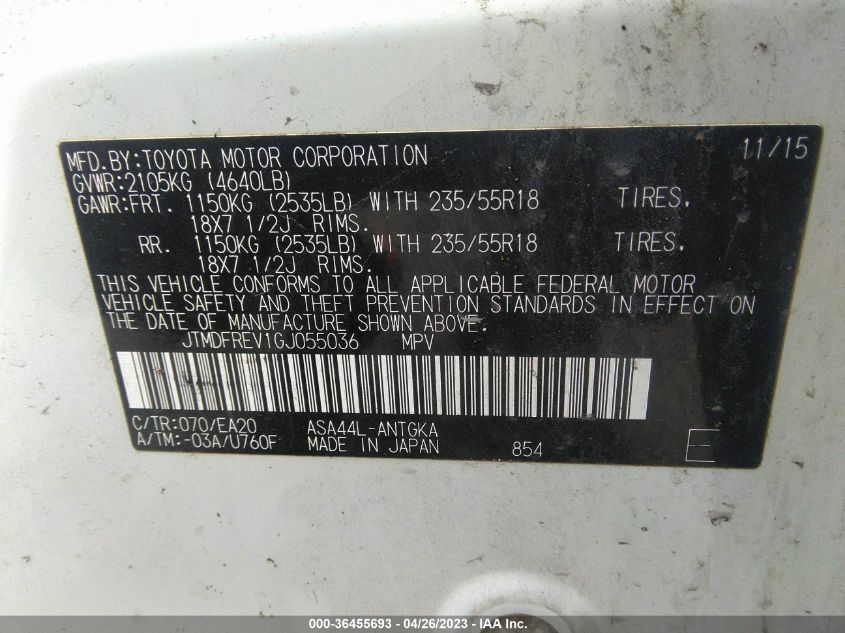 MFD.BY:TOYOTA MOTOR CORPORATION 11/15
GVWR:2105KG (4640LB)
GAWR:FRT. 1150KG (2535LB) WITH 235/55R18 TIRES,
18X7 1/2J RIMS.
RR. 1150KG (2535LB) WITH 235/55R18 TIRES,
18X7 1/2J RIMS.
THIS VEHICLE CONFORMS TO ALL APPLICABLE FEDERAL MOTOR
VEHICLE SAFETY AND THEFT PREVENTION STANDARDS IN EFFECT ON
THE DATE OF MANUFACTURE SHOWN ABOVE.
JTMDFREV1GJ055036 MPV
C/TR:070/EA20 ASA44L-ANTGKA
A/TM:-03A/U760F MADE IN JAPAN 854 E
000-36455693 - 04/26/2023 - IAA Inc.